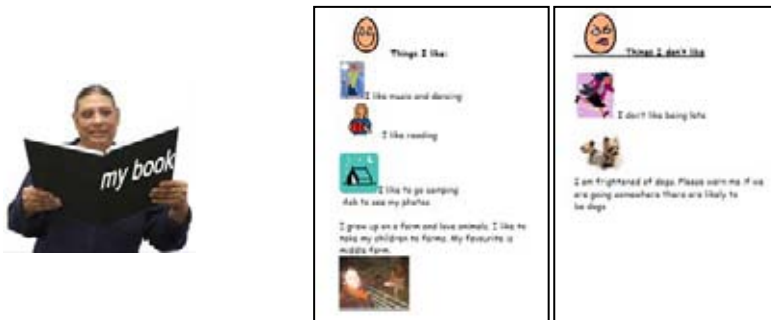 my book
Things I like:
I like music and dancing
I like reading
I like to go camping
Ask to see my photos
I grew up on a farm and love animals. I like to
take my children to farms. My favourite is
middle farm.
Things I don't like
I don't like being late
I am frightened of dogs. Please warn me if we
are going somewhere there are likely to
be dogs